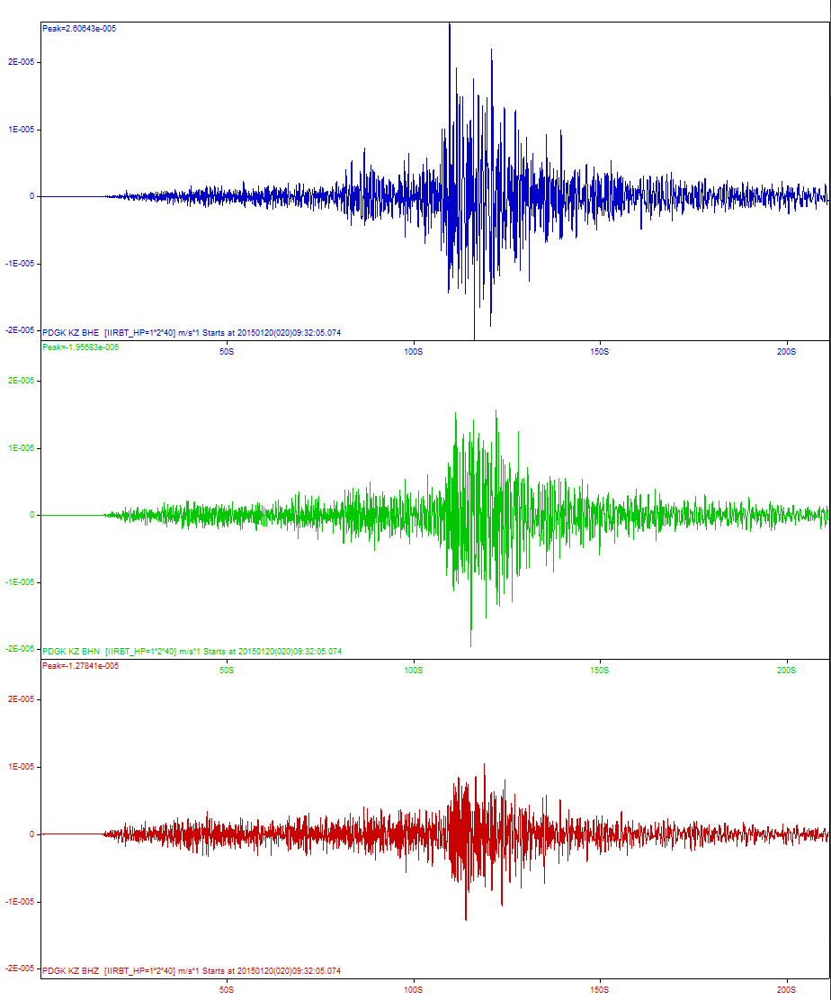 Peak=2.60643e-005
2E-005
1E-005
0
-1E-005
-2E-005
PDGK KZ BHE [IIRBT_HP=1^2^40] m/s^1 Starts at 20150120(020)09:32:05.074
50S 100S 150S 200S
Peak=-1.95683e-005
2E-005
1E-005
0
-1E-005
-2E-005
PDGK KZ BHN [IIRBT_HP=1^2^40] m/s^1 Starts at 20150120(020)09:32:05.074
50S 100S 150S 200S
Peak=-1.27841e-005
2E-005
1E-005
0
-1E-005
-2E-005
PDGK KZ BHZ [IIRBT_HP=1^2^40] m/s^1 Starts at 20150120(020)09:32:05.074
50S 100S 150S 200S